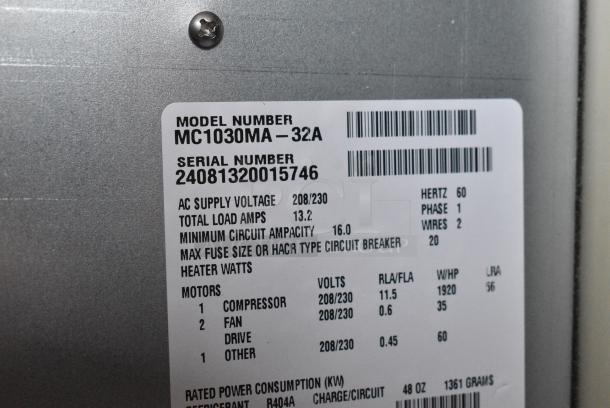 MODEL NUMBER
MC1030MA-32A
SERIAL NUMBER
24081320015746
AC SUPPLY VOLTAGE 208/230 HERTZ 60
TOTAL LOAD AMPS 13.2 PHASE 1
MINIMUM CIRCUIT AMPACITY 16.0 WIRES 2
MAX FUSE SIZE OR HACR TYPE CIRCUIT BREAKER 20
HEATER WATTS
MOTORS VOLTS RLA/FLA W/HP LRA
1 COMPRESSOR 208/230 11.5 1920 56
2 FAN 208/230 0.6 35
DRIVE
1 OTHER 208/230 0.45 60
RATED POWER CONSUMPTION (KW)
REFRIGERANT R404A CHARGE/CIRCUIT 48 OZ 1361 GRAMS